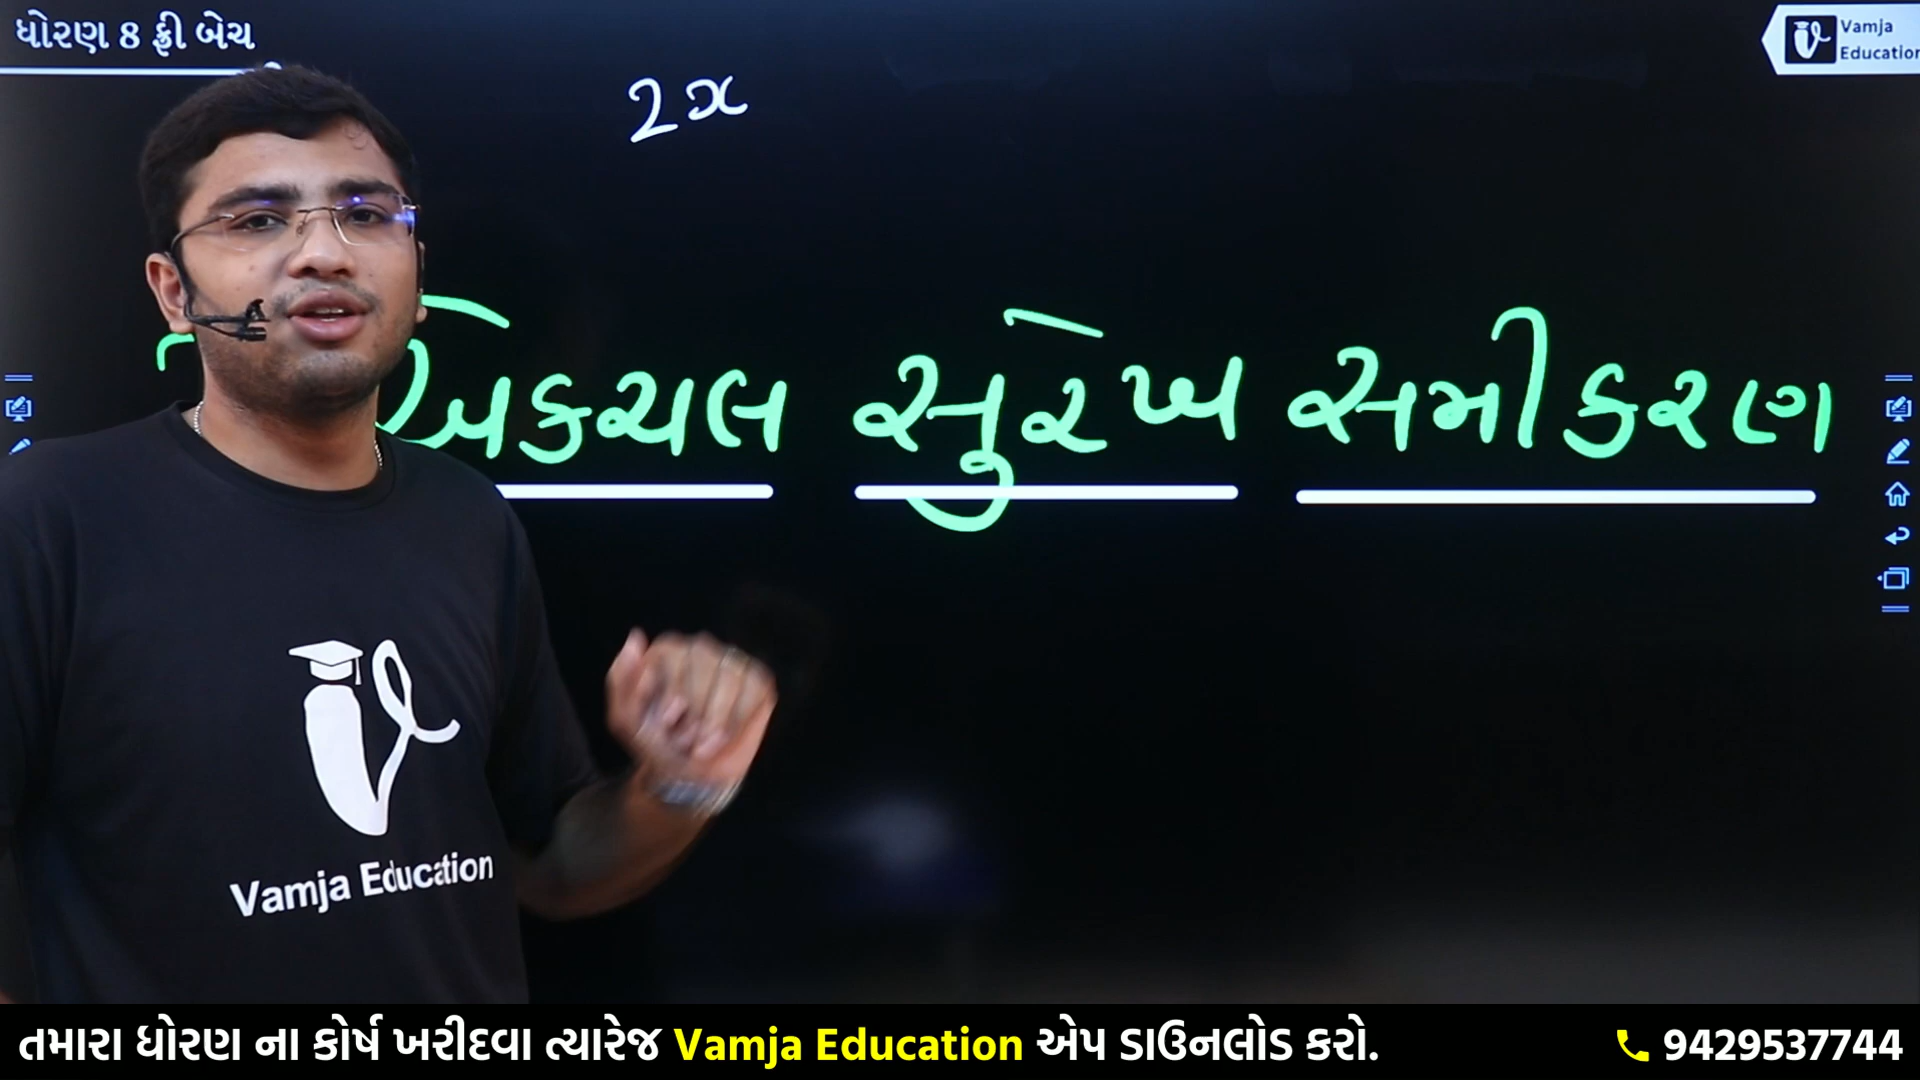 ધોરણ 8 ફ્રી બેચ
Vamja
Education
2x
એકચલ સુરેખ સમીકરણ
Vamja Education
તમારા ધોરણ ના કોર્ષ ખરીદવા ત્યારેજ Vamja Education એપ ડાઉનલોડ કરો.
9429537744